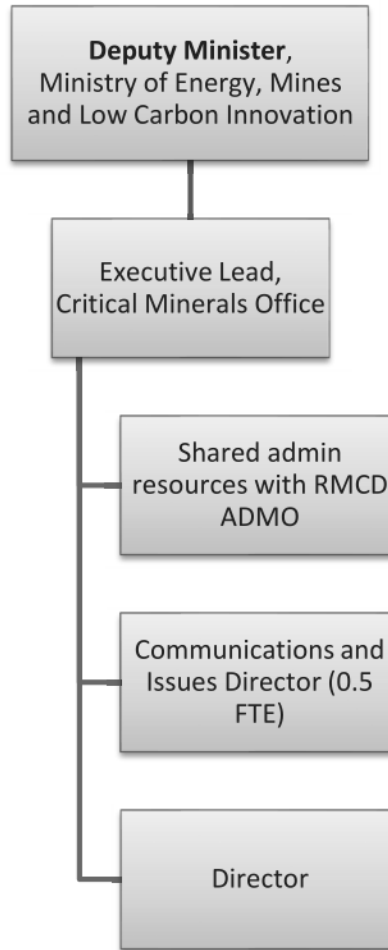 Deputy Minister,
Ministry of Energy, Mines
and Low Carbon Innovation
Executive Lead,
Critical Minerals Office
Shared admin
resources with RMCD
ADMO
Communications and
Issues Director (0.5
FTE)
Director